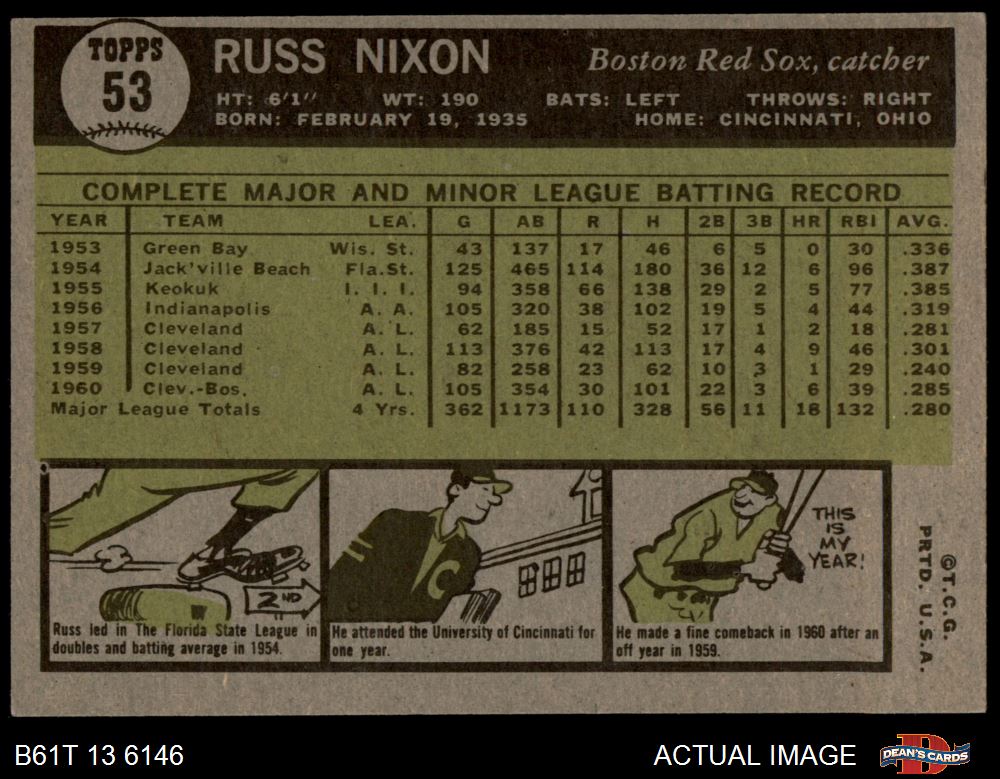 TOPPS
53
RUSS NIXON
Boston Red Sox, catcher
HT: 6'1" WT: 190 BATS: LEFT THROWS: RIGHT
BORN: FEBRUARY 19, 1935 HOME: CINCINNATI, OHIO
COMPLETE MAJOR AND MINOR LEAGUE BATTING RECORD
YEAR TEAM LEA. G AB R H 2B 3B HR RBI AVG.
1953 Green Bay Wis. St. 43 137 17 46 6 5 0 30 .336
1954 Jack'ville Beach Fla.St. 125 465 114 180 36 12 6 96 .387
1955 Keokuk I. I. I. 94 358 66 138 29 2 5 77 .385
1956 Indianapolis A. A. 105 320 38 102 19 5 4 44 .319
1957 Cleveland A. L. 62 185 15 52 17 1 2 18 .281
1958 Cleveland A. L. 113 376 42 113 17 4 9 46 .301
1959 Cleveland A. L. 82 258 23 62 10 3 1 29 .240
1960 Clev.-Bos. A. L. 105 354 30 101 22 3 6 39 .285
Major League Totals 4 Yrs. 362 1173 110 328 56 11 18 132 .280
2ND
Russ led in The Florida State League in
doubles and batting average in 1954.
C
He attended the University of Cincinnati for
one year.
THIS
IS
MY
YEAR!
He made a fine comeback in 1960 after an
off year in 1959.
©T.C.G.
PRTD. U.S.A.
B61T 13 6146
ACTUAL IMAGE
DEAN'S CARDS